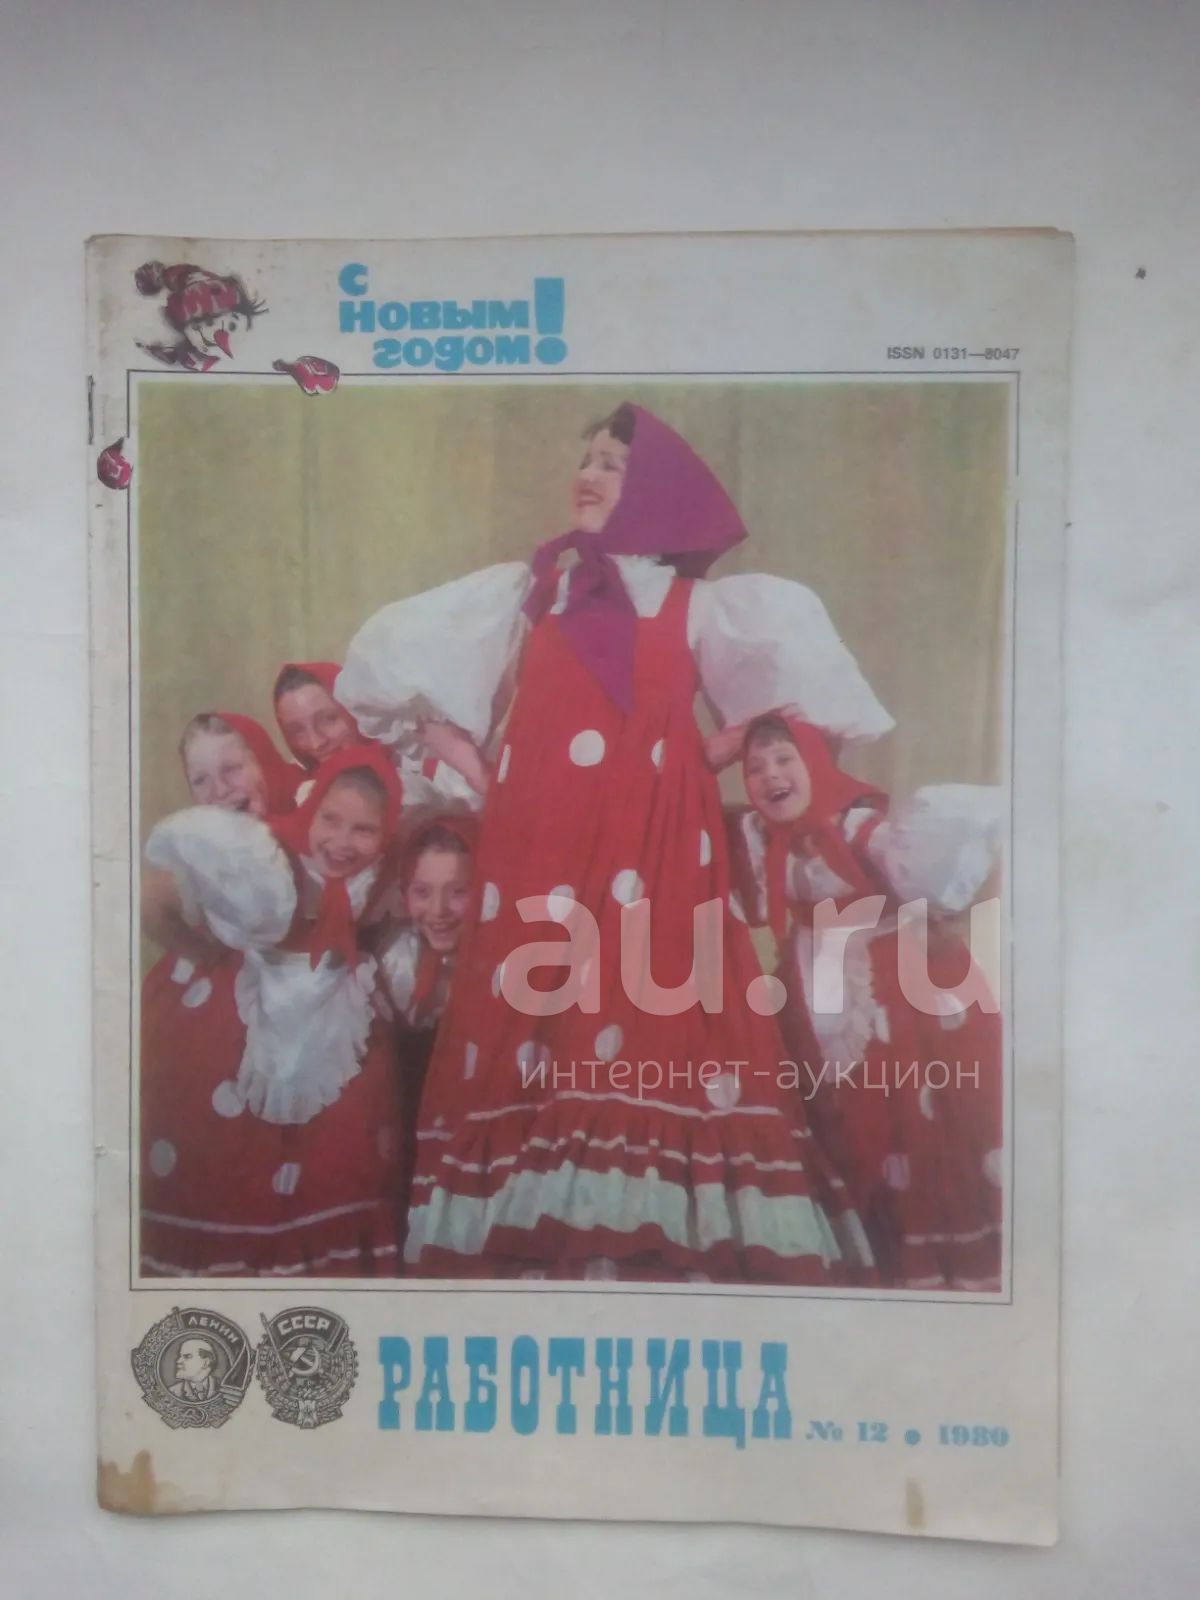 С
НОВЫМ
ГОДОМ!
ISSN 0131—8047
au.ru
интернет-аукцион
ЛЕНИН
СССР
РАБОТНИЦА
№ 12 • 1980